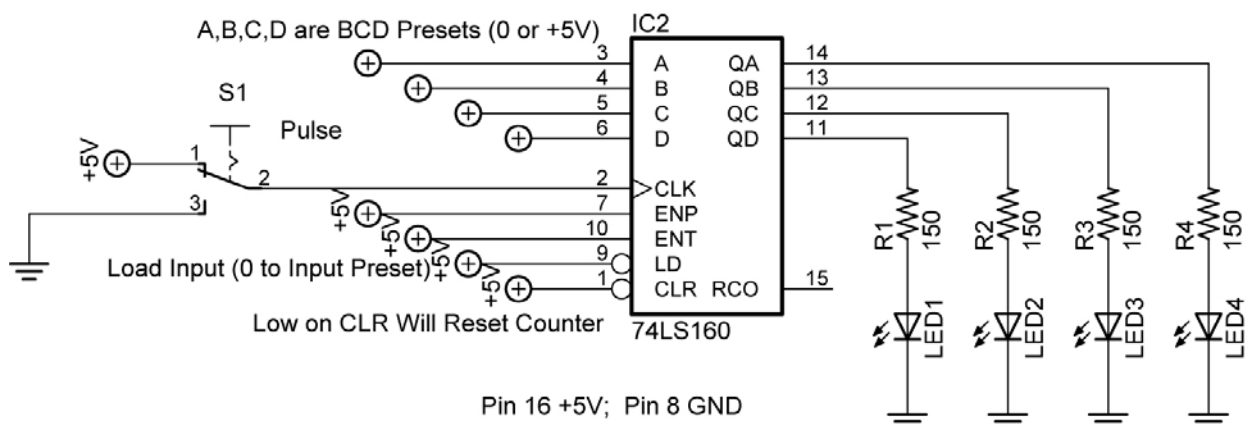 A,B,C,D are BCD Presets (0 or +5V)
IC2
3 A QA 14
4 B QB 13
5 C QC 12
6 D QD 11
S1
Pulse
+5V
1
2
3
2 CLK
+5V
7 ENP
+5V
10 ENT
+5V
Load Input (0 to Input Preset)
9 LD
+5V
1 CLR RCO 15
Low on CLR Will Reset Counter
74LS160
R1
150
R2
150
R3
150
R4
150
LED1
LED2
LED3
LED4
Pin 16 +5V; Pin 8 GND